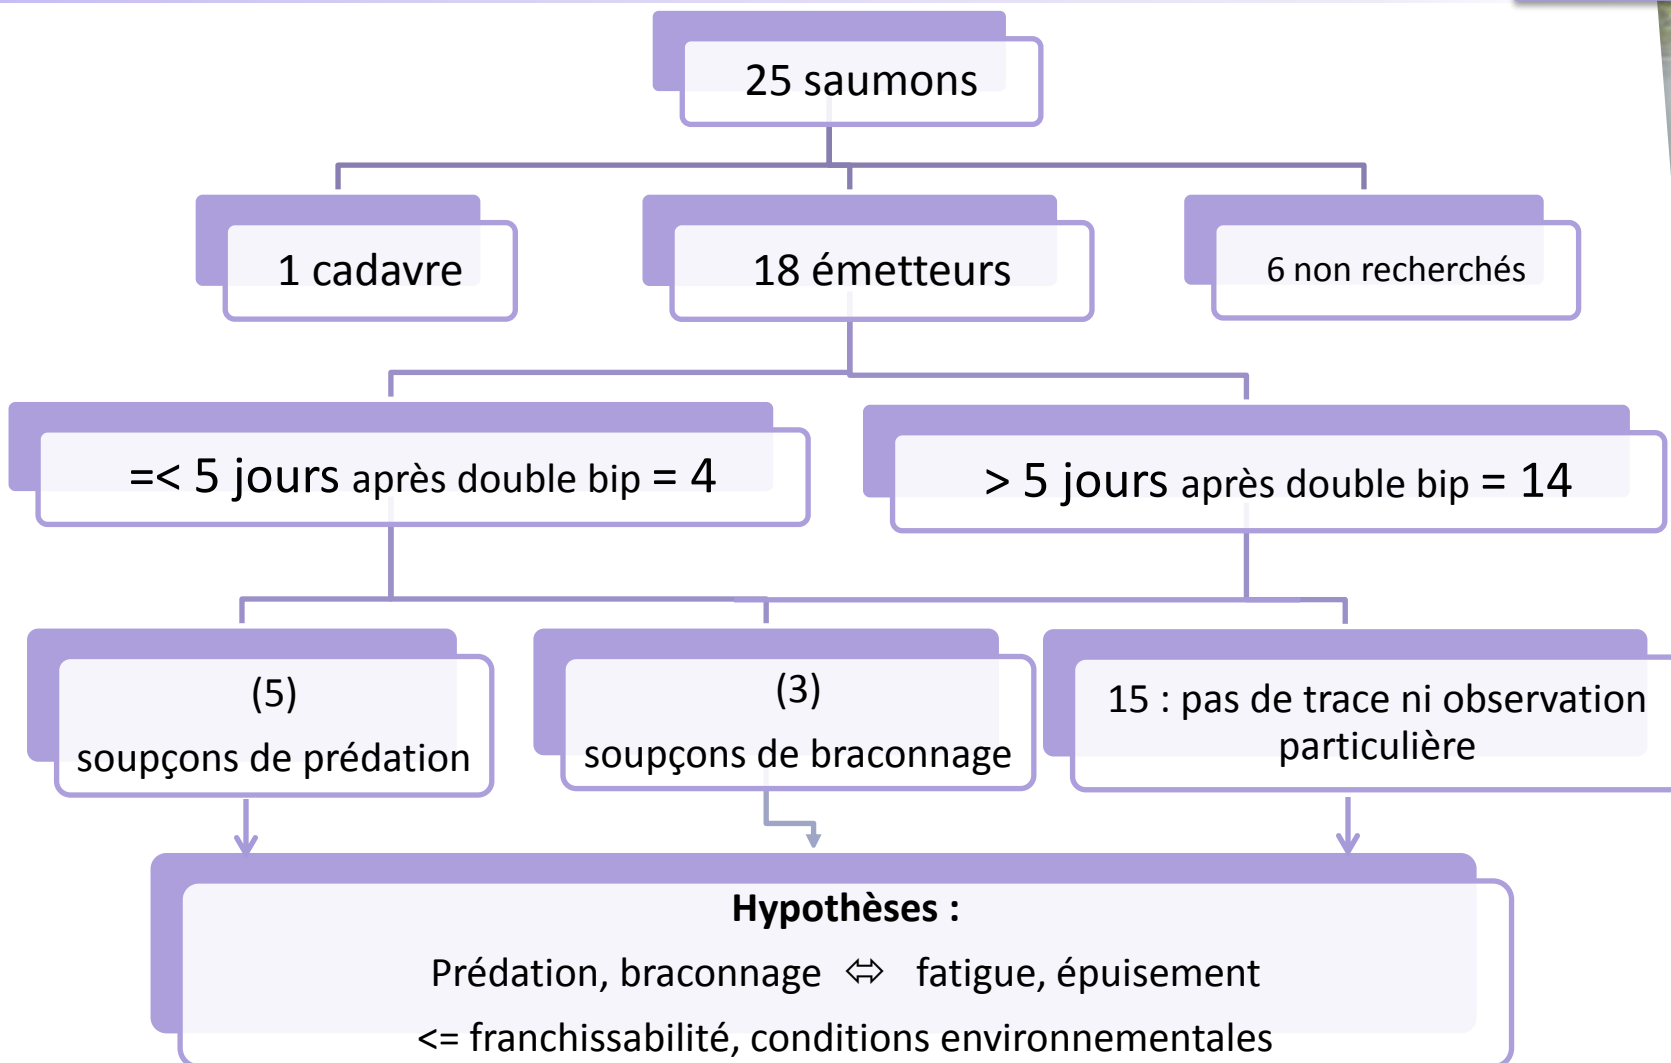 25 saumons
1 cadavre
18 émetteurs
6 non recherchés
=< 5 jours après double bip = 4
> 5 jours après double bip = 14
(5)
soupçons de prédation
(3)
soupçons de braconnage
15 : pas de trace ni observation
particulière
Hypothèses :
Prédation, braconnage ⬄ fatigue, épuisement
<= franchissabilité, conditions environnementales